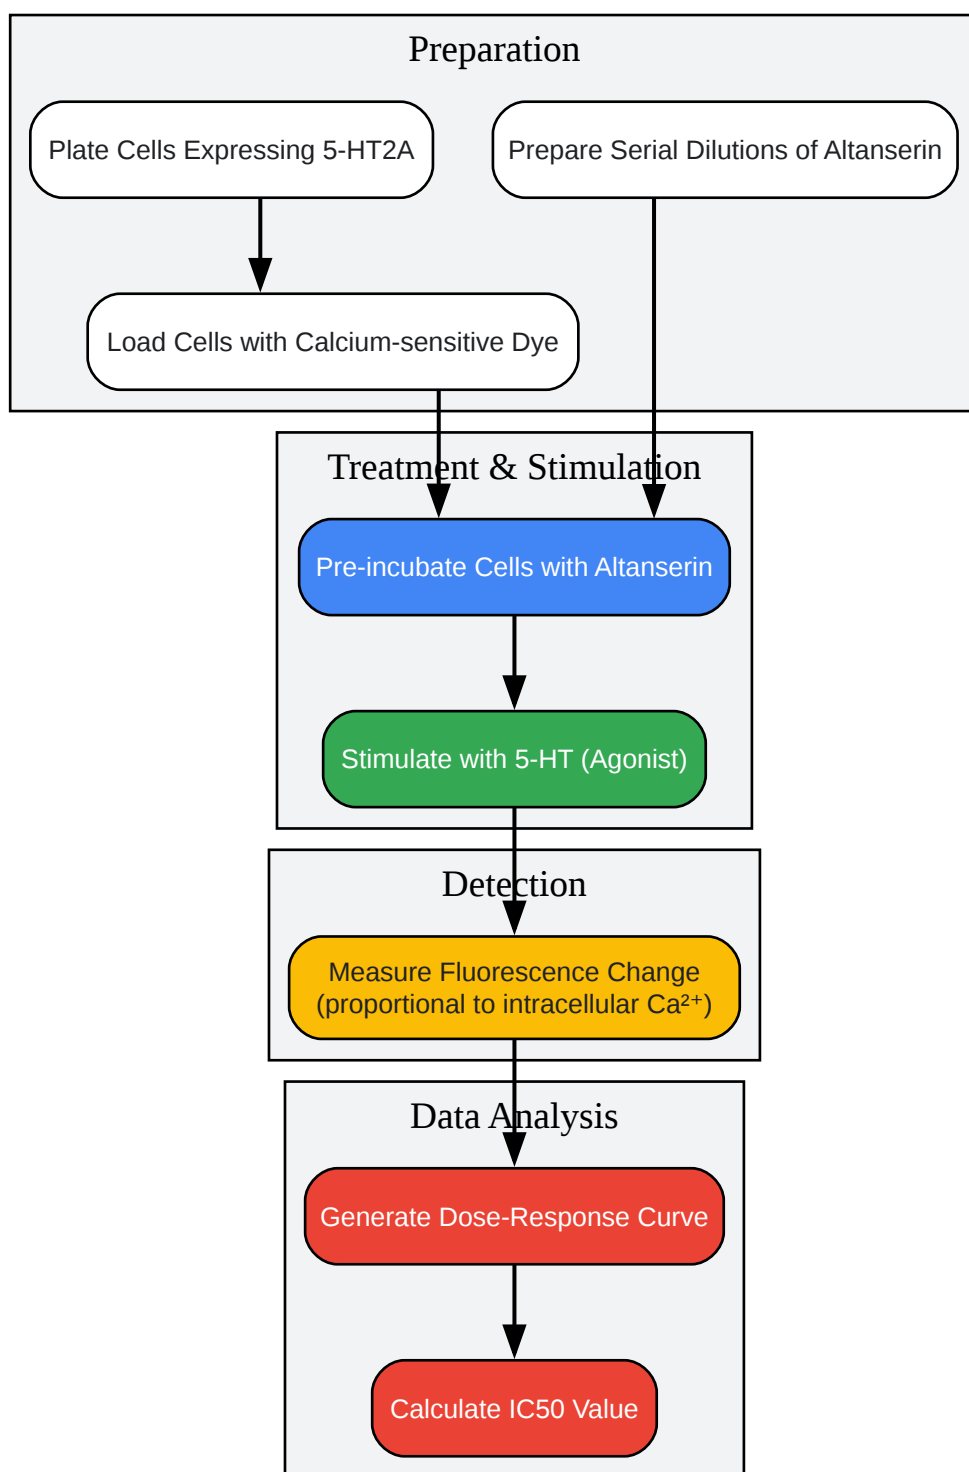 Preparation
Plate Cells Expressing 5-HT2A
Prepare Serial Dilutions of Altanserin
Load Cells with Calcium-sensitive Dye
Treatment & Stimulation
Pre-incubate Cells with Altanserin
Stimulate with 5-HT (Agonist)
Detection
Measure Fluorescence Change
(proportional to intracellular Ca²⁺)
Data Analysis
Generate Dose-Response Curve
Calculate IC50 Value